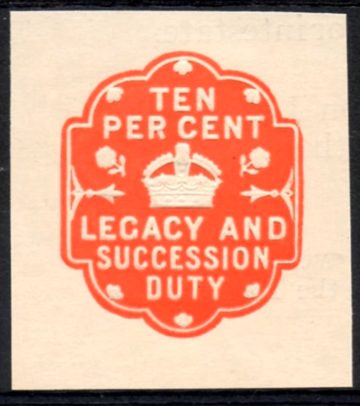 TEN
PER CENT
LEGACY AND
SUCCESSION
DUTY